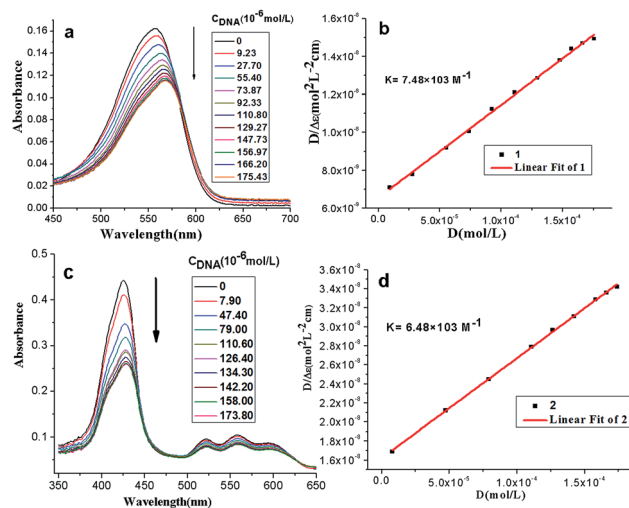 a
C_DNA(10⁻⁶mol/L)
0
9.23
27.70
55.40
73.87
92.33
110.80
129.27
147.73
156.97
166.20
175.43
Absorbance
0.16
0.14
0.12
0.10
0.08
0.06
0.04
0.02
0.00
450 500 550 600 650 700
Wavelength(nm)
b
K= 7.48×103 M⁻¹
D/Δε(mol²L⁻²cm)
1.6x10⁻⁸
1.4x10⁻⁸
1.2x10⁻⁸
1.0x10⁻⁸
8.0x10⁻⁹
6.0x10⁻⁹
1
Linear Fit of 1
0.0 5.0x10⁻⁵ 1.0x10⁻⁴ 1.5x10⁻⁴
D(mol/L)
c
C_DNA(10⁻⁶mol/L)
0
7.90
47.40
79.00
110.60
126.40
134.30
142.20
158.00
173.80
Absorbance
0.5
0.4
0.3
0.2
0.1
350 400 450 500 550 600 650
Wavelength(nm)
d
K= 6.48×103 M⁻¹
D/Δε(mol²L⁻²cm)
3.6x10⁻⁸
3.4x10⁻⁸
3.2x10⁻⁸
3.0x10⁻⁸
2.8x10⁻⁸
2.6x10⁻⁸
2.4x10⁻⁸
2.2x10⁻⁸
2.0x10⁻⁸
1.8x10⁻⁸
1.6x10⁻⁸
2
Linear Fit of 2
0.0 5.0x10⁻⁵ 1.0x10⁻⁴ 1.5x10⁻⁴
D(mol/L)